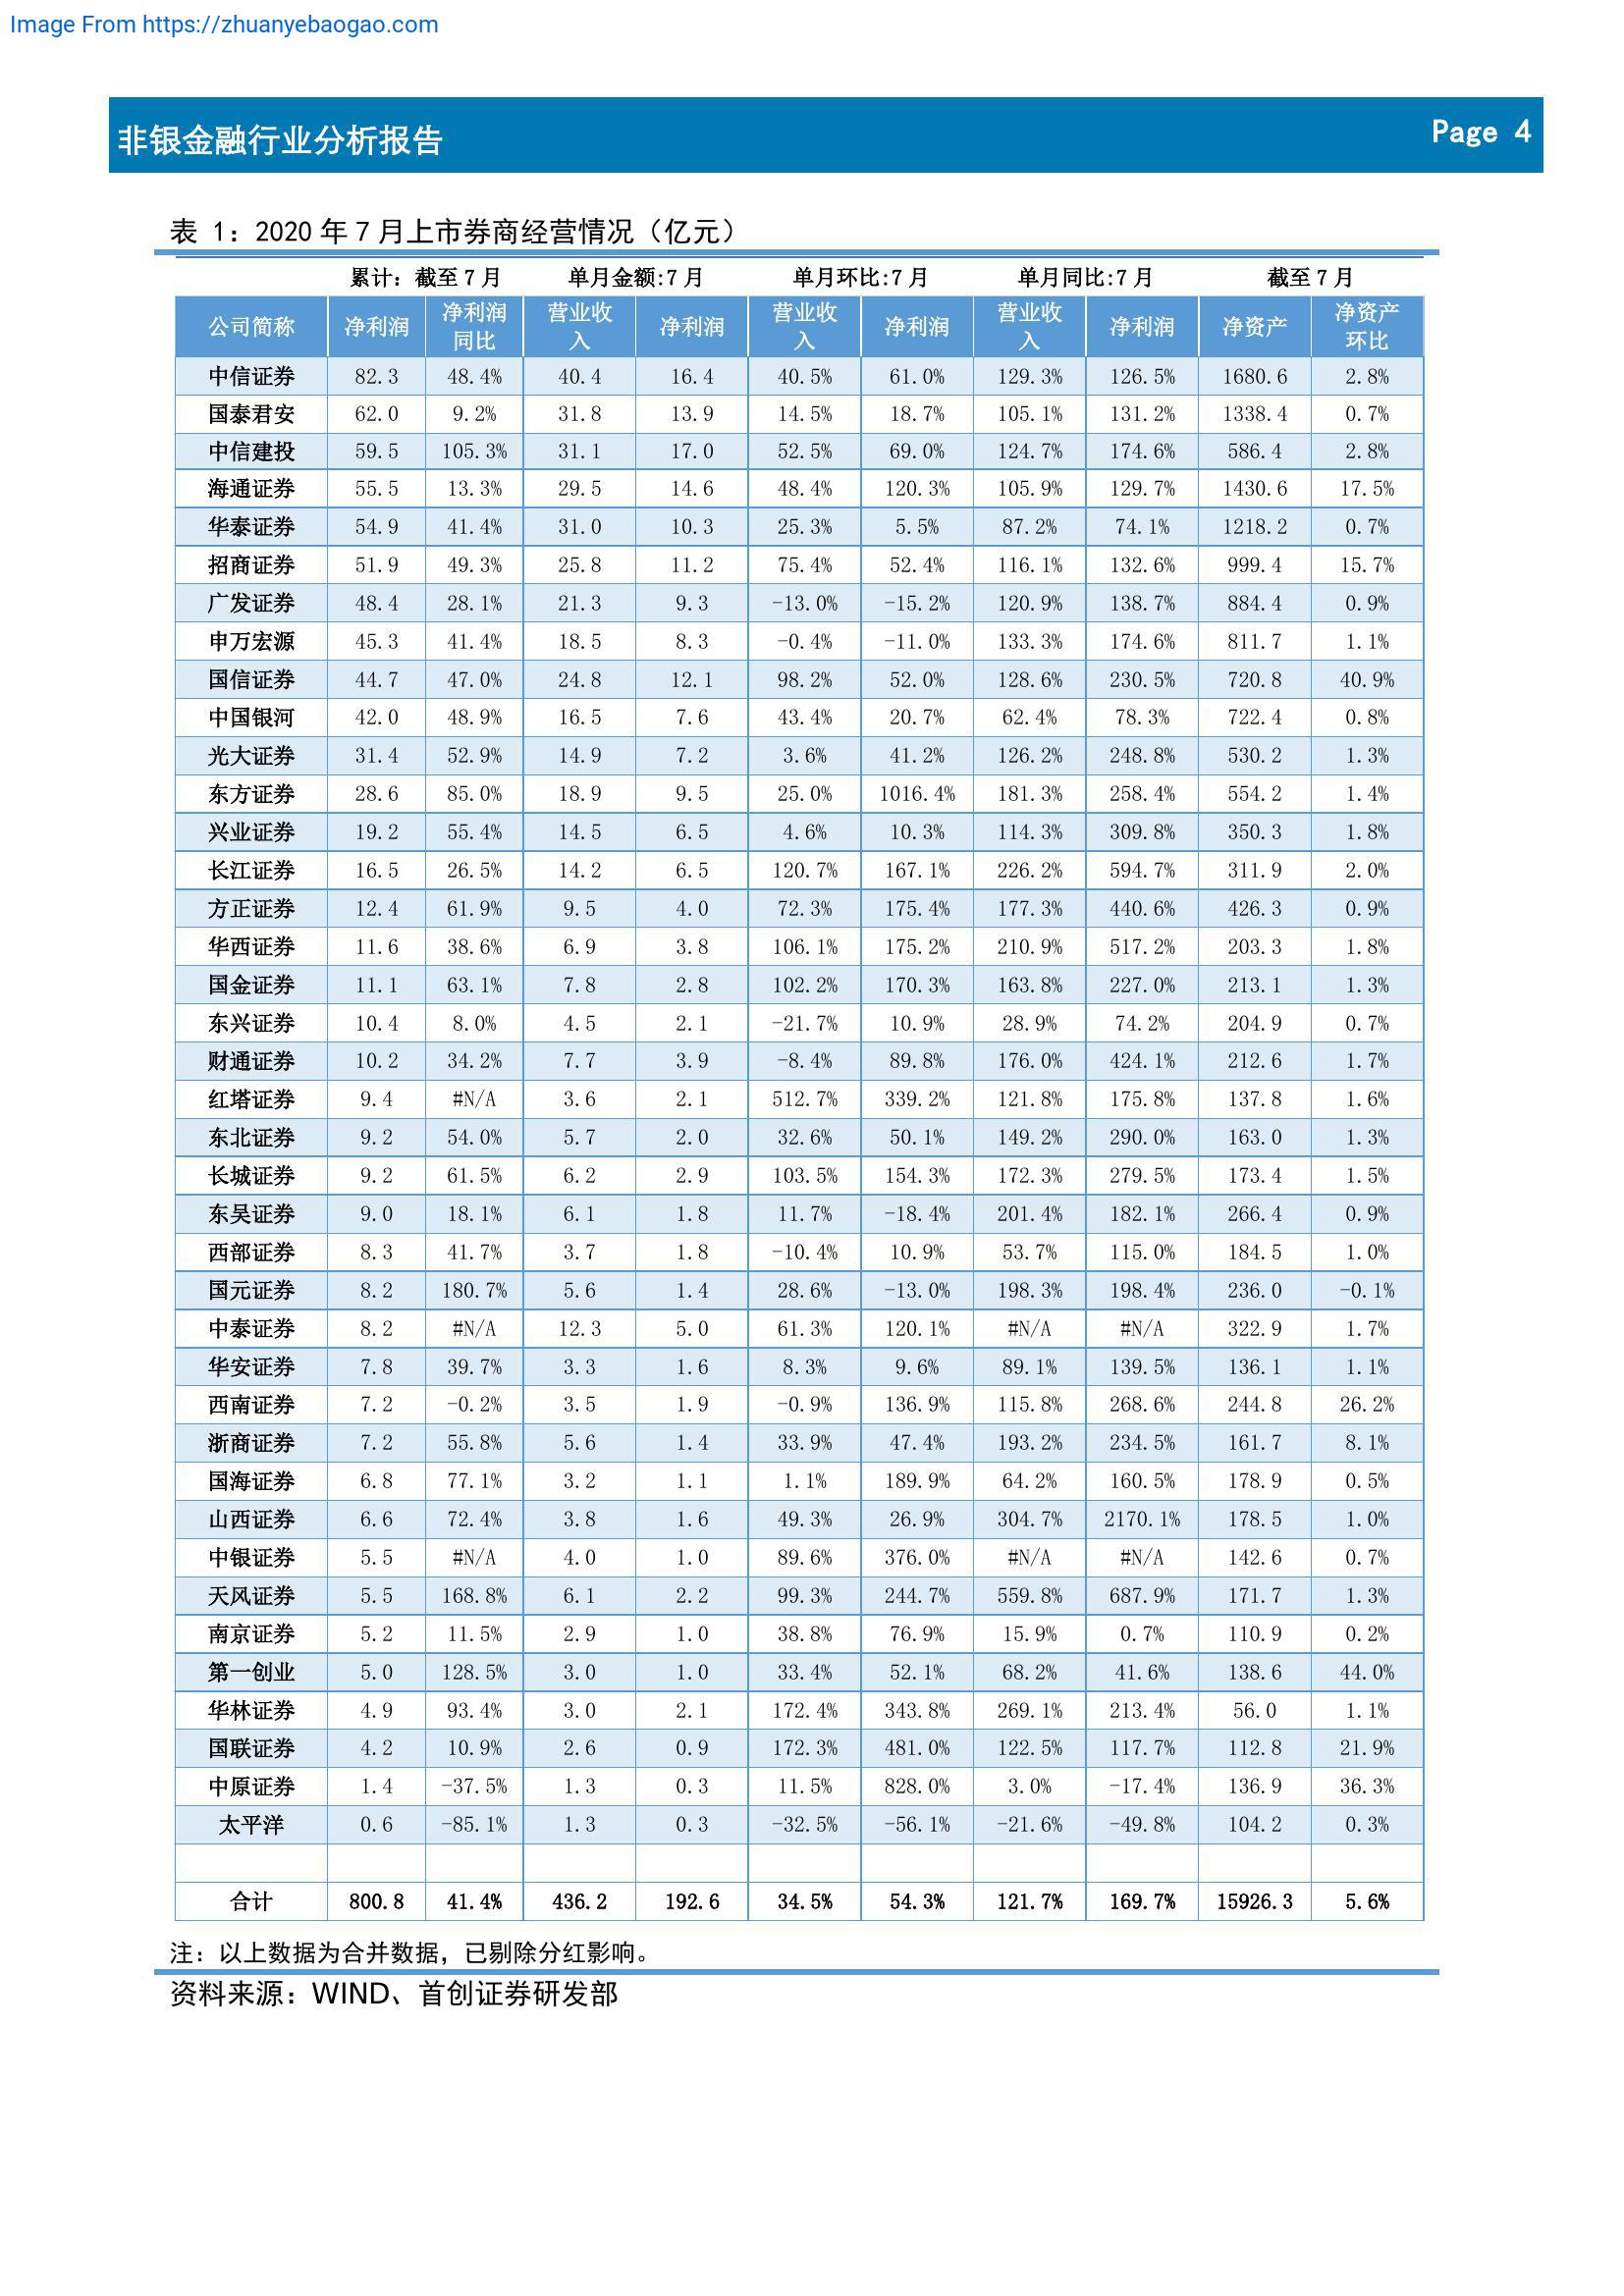 Image From https://zhuanyebaogao.com
非银金融行业分析报告 Page 4
表 1：2020 年 7 月上市券商经营情况（亿元）
累计：截至 7 月 单月金额:7 月 单月环比:7 月 单月同比:7 月 截至 7 月
公司简称 净利润 净利润同比 营业收入 净利润 营业收入 净利润 营业收入 净利润 净资产 净资产环比
中信证券 82.3 48.4% 40.4 16.4 40.5% 61.0% 129.3% 126.5% 1680.6 2.8%
国泰君安 62.0 9.2% 31.8 13.9 14.5% 18.7% 105.1% 131.2% 1338.4 0.7%
中信建投 59.5 105.3% 31.1 17.0 52.5% 69.0% 124.7% 174.6% 586.4 2.8%
海通证券 55.5 13.3% 29.5 14.6 48.4% 120.3% 105.9% 129.7% 1430.6 17.5%
华泰证券 54.9 41.4% 31.0 10.3 25.3% 5.5% 87.2% 74.1% 1218.2 0.7%
招商证券 51.9 49.3% 25.8 11.2 75.4% 52.4% 116.1% 132.6% 999.4 15.7%
广发证券 48.4 28.1% 21.3 9.3 -13.0% -15.2% 120.9% 138.7% 884.4 0.9%
申万宏源 45.3 41.4% 18.5 8.3 -0.4% -11.0% 133.3% 174.6% 811.7 1.1%
国信证券 44.7 47.0% 24.8 12.1 98.2% 52.0% 128.6% 230.5% 720.8 40.9%
中国银河 42.0 48.9% 16.5 7.6 43.4% 20.7% 62.4% 78.3% 722.4 0.8%
光大证券 31.4 52.9% 14.9 7.2 3.6% 41.2% 126.2% 248.8% 530.2 1.3%
东方证券 28.6 85.0% 18.9 9.5 25.0% 1016.4% 181.3% 258.4% 554.2 1.4%
兴业证券 19.2 55.4% 14.5 6.5 4.6% 10.3% 114.3% 309.8% 350.3 1.8%
长江证券 16.5 26.5% 14.2 6.5 120.7% 167.1% 226.2% 594.7% 311.9 2.0%
方正证券 12.4 61.9% 9.5 4.0 72.3% 175.4% 177.3% 440.6% 426.3 0.9%
华西证券 11.6 38.6% 6.9 3.8 106.1% 175.2% 210.9% 517.2% 203.3 1.8%
国金证券 11.1 63.1% 7.8 2.8 102.2% 170.3% 163.8% 227.0% 213.1 1.3%
东兴证券 10.4 8.0% 4.5 2.1 -21.7% 10.9% 28.9% 74.2% 204.9 0.7%
财通证券 10.2 34.2% 7.7 3.9 -8.4% 89.8% 176.0% 424.1% 212.6 1.7%
红塔证券 9.4 #N/A 3.6 2.1 512.7% 339.2% 121.8% 175.8% 137.8 1.6%
东北证券 9.2 54.0% 5.7 2.0 32.6% 50.1% 149.2% 290.0% 163.0 1.3%
长城证券 9.2 61.5% 6.2 2.9 103.5% 154.3% 172.3% 279.5% 173.4 1.5%
东吴证券 9.0 18.1% 6.1 1.8 11.7% -18.4% 201.4% 182.1% 266.4 0.9%
西部证券 8.3 41.7% 3.7 1.8 -10.4% 10.9% 53.7% 115.0% 184.5 1.0%
国元证券 8.2 180.7% 5.6 1.4 28.6% -13.0% 198.3% 198.4% 236.0 -0.1%
中泰证券 8.2 #N/A 12.3 5.0 61.3% 120.1% #N/A #N/A 322.9 1.7%
华安证券 7.8 39.7% 3.3 1.6 8.3% 9.6% 89.1% 139.5% 136.1 1.1%
西南证券 7.2 -0.2% 3.5 1.9 -0.9% 136.9% 115.8% 268.6% 244.8 26.2%
浙商证券 7.2 55.8% 5.6 1.4 33.9% 47.4% 193.2% 234.5% 161.7 8.1%
国海证券 6.8 77.1% 3.2 1.1 1.1% 189.9% 64.2% 160.5% 178.9 0.5%
山西证券 6.6 72.4% 3.8 1.6 49.3% 26.9% 304.7% 2170.1% 178.5 1.0%
中银证券 5.5 #N/A 4.0 1.0 89.6% 376.0% #N/A #N/A 142.6 0.7%
天风证券 5.5 168.8% 6.1 2.2 99.3% 244.7% 559.8% 687.9% 171.7 1.3%
南京证券 5.2 11.5% 2.9 1.0 38.8% 76.9% 15.9% 0.7% 110.9 0.2%
第一创业 5.0 128.5% 3.0 1.0 33.4% 52.1% 68.2% 41.6% 138.6 44.0%
华林证券 4.9 93.4% 3.0 2.1 172.4% 343.8% 269.1% 213.4% 56.0 1.1%
国联证券 4.2 10.9% 2.6 0.9 172.3% 481.0% 122.5% 117.7% 112.8 21.9%
中原证券 1.4 -37.5% 1.3 0.3 11.5% 828.0% 3.0% -17.4% 136.9 36.3%
太平洋 0.6 -85.1% 1.3 0.3 -32.5% -56.1% -21.6% -49.8% 104.2 0.3%
合计 800.8 41.4% 436.2 192.6 34.5% 54.3% 121.7% 169.7% 15926.3 5.6%
注：以上数据为合并数据，已剔除分红影响。
资料来源：WIND、首创证券研发部